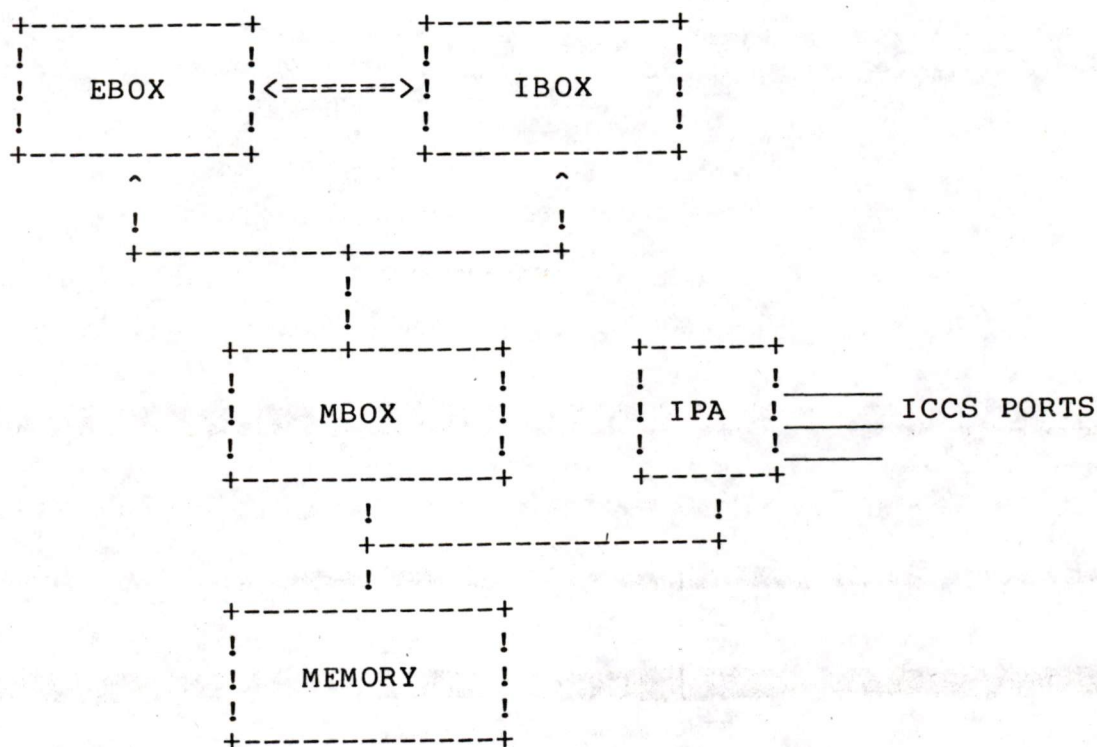 EBOX <======> IBOX
MBOX IPA ICCS PORTS
MEMORY